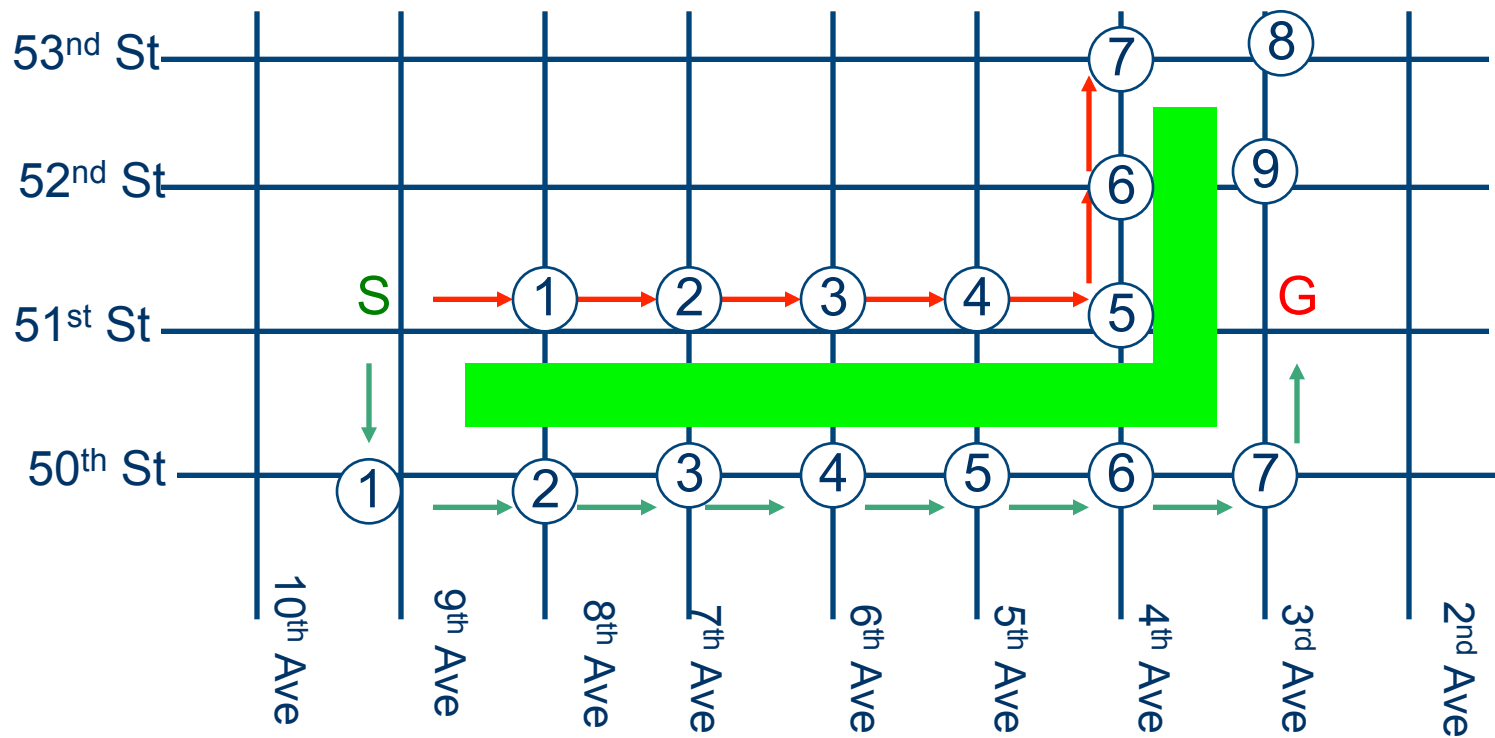 53nd St 7 8
52nd St 6 9
S 1 2 3 4 5 G
51st St
50th St 1 2 3 4 5 6 7
10th Ave
9th Ave
8th Ave
7th Ave
6th Ave
5th Ave
4th Ave
3rd Ave
2nd Ave